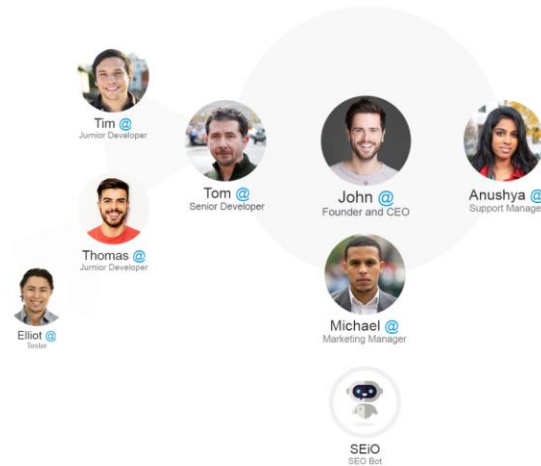 Tim @
Jurnior Developer
Tom @
Senior Developer
John @
Founder and CEO
Anushya @
Support Manage
Thomas @
Jurnior Developer
Michael @
Marketing Manager
Elliot @
Tester
SEiO
SEO Bot